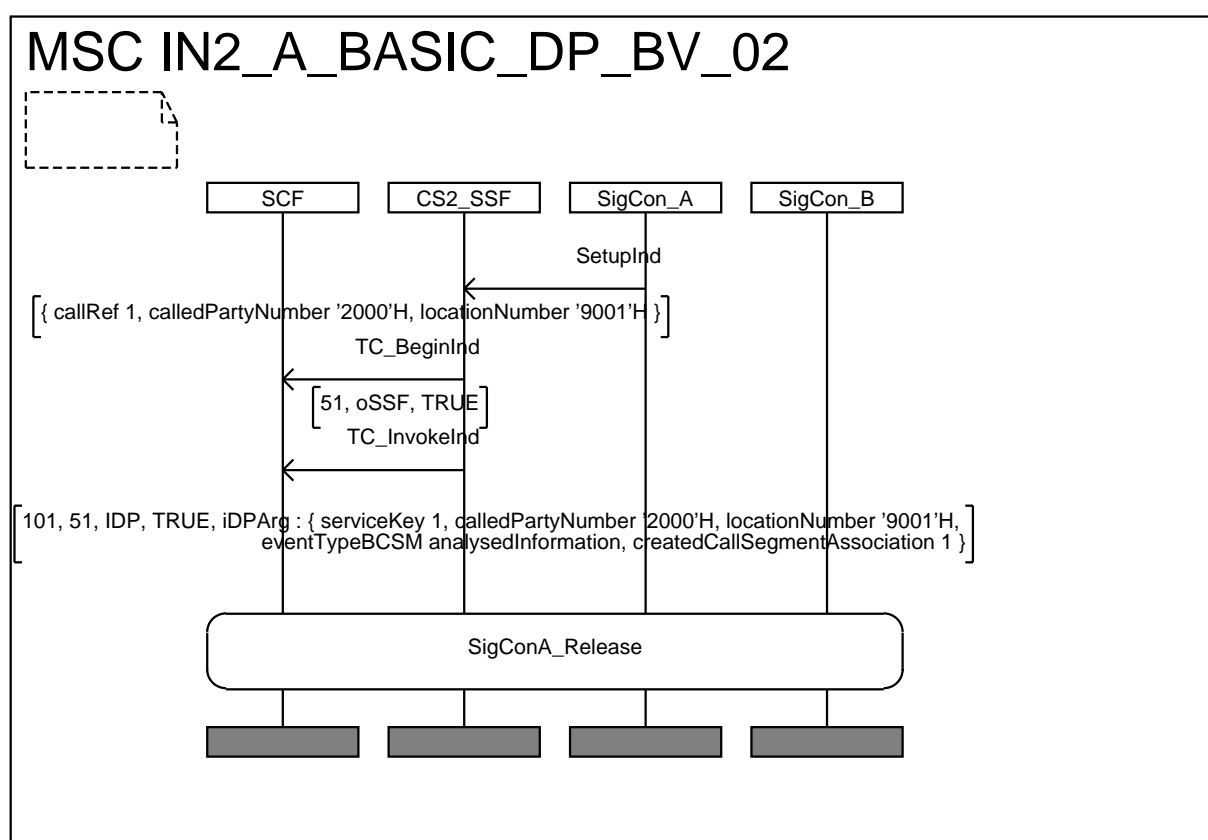 MSC IN2_A_BASIC_DP_BV_02
SCF CS2_SSF SigCon_A SigCon_B
SetupInd
{ callRef 1, calledPartyNumber '2000'H, locationNumber '9001'H }
TC_BeginInd
51, oSSF, TRUE
TC_InvokeInd
101, 51, IDP, TRUE, iDPArg : { serviceKey 1, calledPartyNumber '2000'H, locationNumber '9001'H,
eventTypeBCSM analysedInformation, createdCallSegmentAssociation 1 }
SigConA_Release